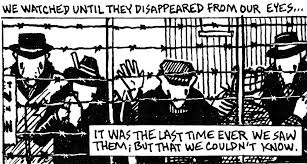 WE WATCHED UNTIL THEY DISAPPEARED FROM OUR EYES...
IT WAS THE LAST TIME EVER WE SAW
THEM; BUT THAT WE COULDN'T KNOW.